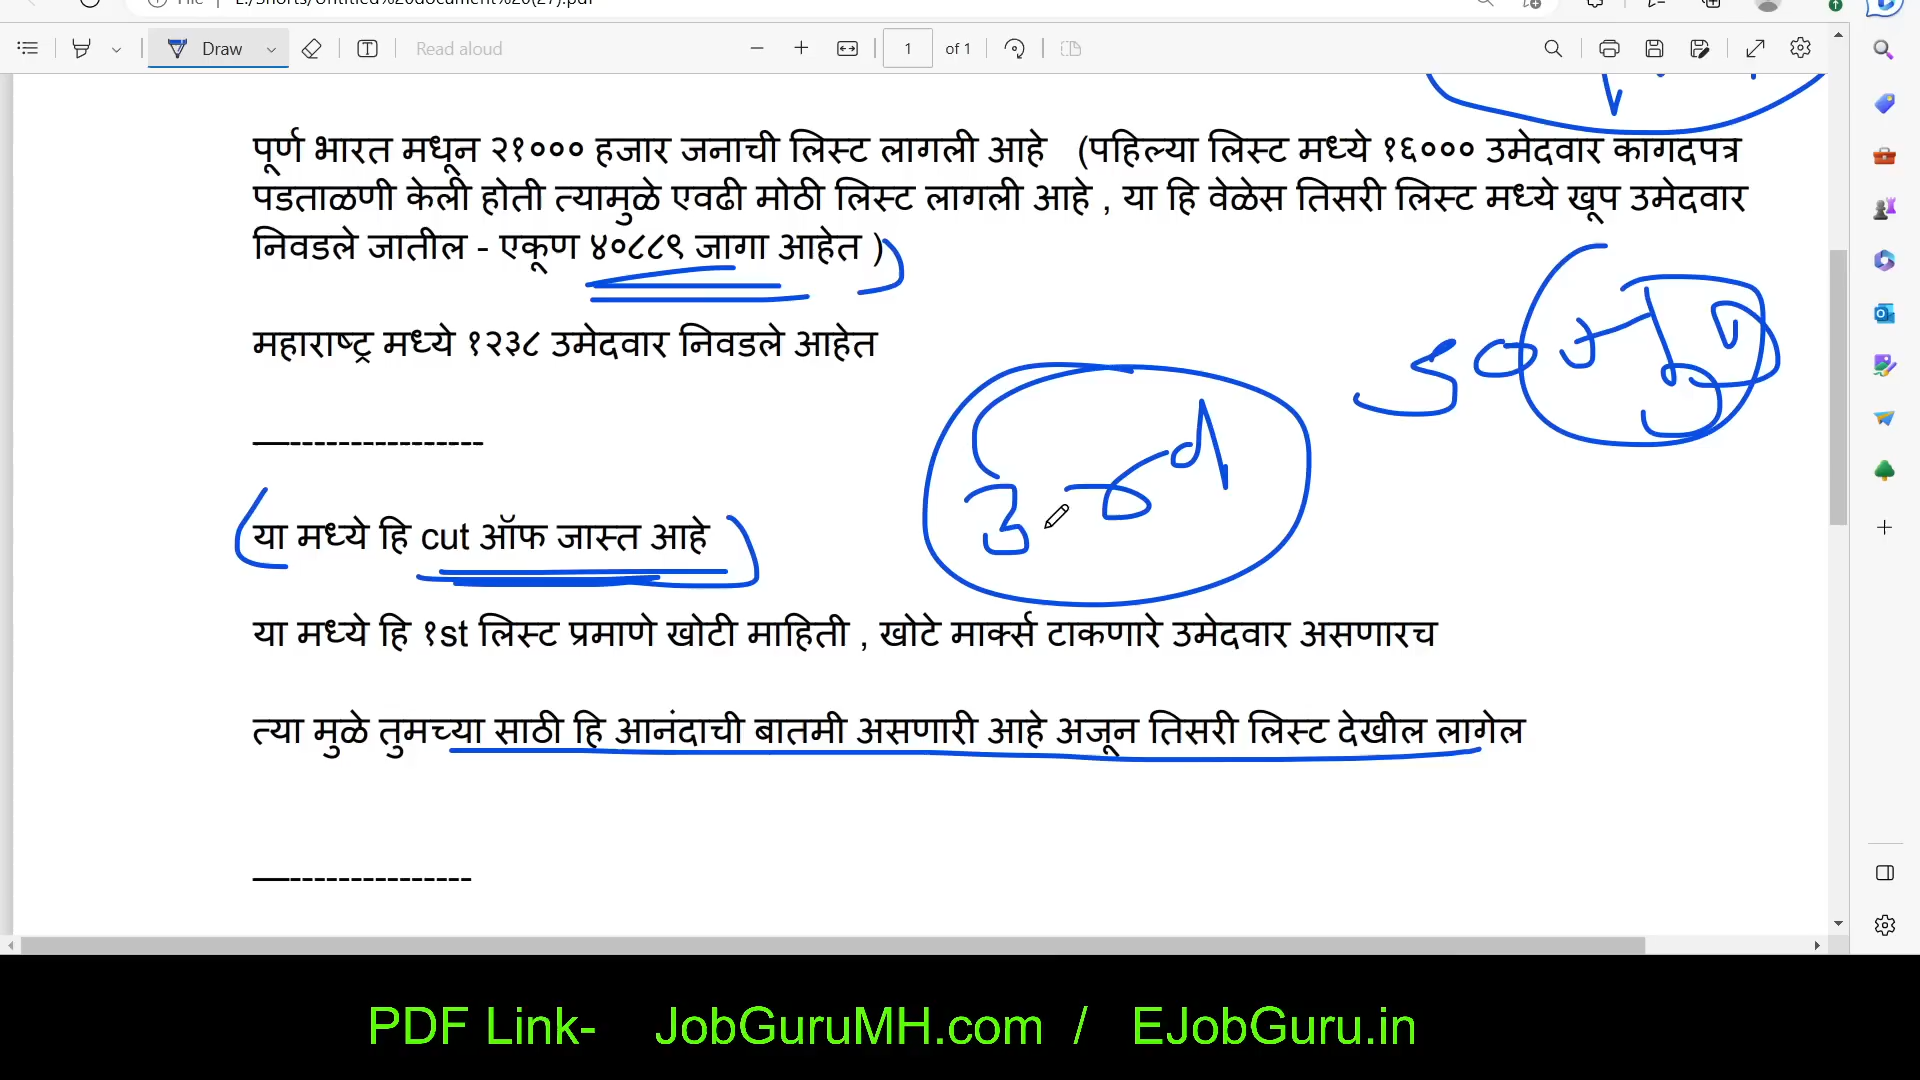 Draw
Read aloud
1 of 1
पूर्ण भारत मधून २१००० हजार जनाची लिस्ट लागली आहे (पहिल्या लिस्ट मध्ये १६००० उमेदवार कागदपत्र
पडताळणी केली होती त्यामुळे एवढी मोठी लिस्ट लागली आहे , या हि वेळेस तिसरी लिस्ट मध्ये खूप उमेदवार
निवडले जातील - एकूण ४०८८९ जागा आहेत )
महाराष्ट्र मध्ये १२३८ उमेदवार निवडले आहेत
—----------------
3rd
या मध्ये हि cut ऑफ जास्त आहे
या मध्ये हि १st लिस्ट प्रमाणे खोटी माहिती , खोटे मार्क्स टाकणारे उमेदवार असणारच
त्या मुळे तुमच्या साठी हि आनंदाची बातमी असणारी आहे अजून तिसरी लिस्ट देखील लागेल
—---------------
PDF Link- JobGuruMH.com / EJobGuru.in